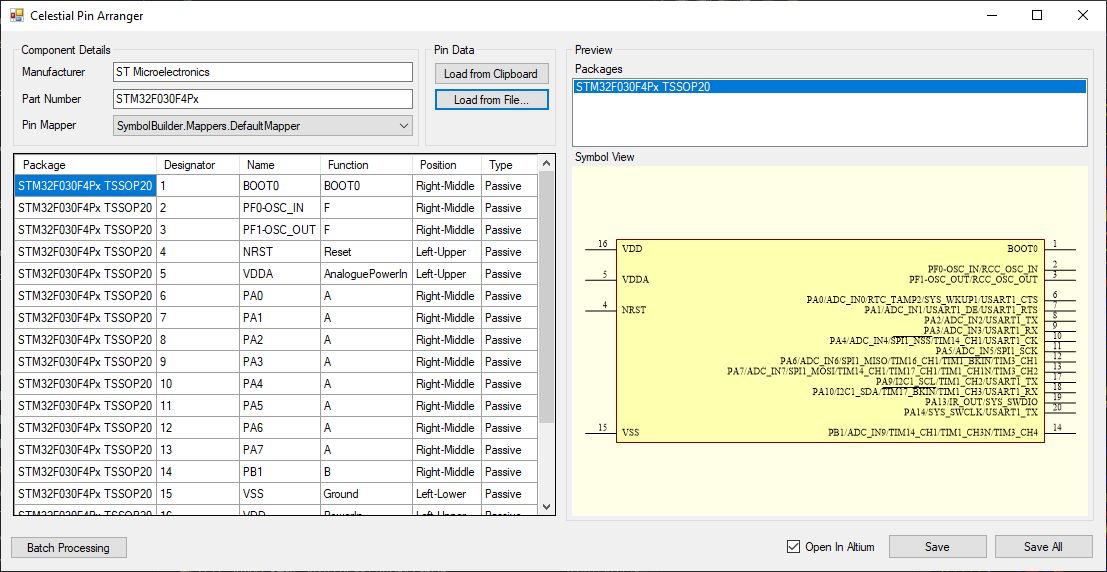 Celestial Pin Arranger
Component Details
Manufacturer ST Microelectronics
Part Number STM32F030F4Px
Pin Mapper SymbolBuilder.Mappers.DefaultMapper
Pin Data
Load from Clipboard
Load from File...
Package Designator Name Function Position Type
STM32F030F4Px TSSOP20 1 BOOT0 BOOT0 Right-Middle Passive
STM32F030F4Px TSSOP20 2 PF0-OSC_IN F Right-Middle Passive
STM32F030F4Px TSSOP20 3 PF1-OSC_OUT F Right-Middle Passive
STM32F030F4Px TSSOP20 4 NRST Reset Left-Upper Passive
STM32F030F4Px TSSOP20 5 VDDA AnaloguePowerIn Left-Upper Passive
STM32F030F4Px TSSOP20 6 PA0 A Right-Middle Passive
STM32F030F4Px TSSOP20 7 PA1 A Right-Middle Passive
STM32F030F4Px TSSOP20 8 PA2 A Right-Middle Passive
STM32F030F4Px TSSOP20 9 PA3 A Right-Middle Passive
STM32F030F4Px TSSOP20 10 PA4 A Right-Middle Passive
STM32F030F4Px TSSOP20 11 PA5 A Right-Middle Passive
STM32F030F4Px TSSOP20 12 PA6 A Right-Middle Passive
STM32F030F4Px TSSOP20 13 PA7 A Right-Middle Passive
STM32F030F4Px TSSOP20 14 PB1 B Right-Middle Passive
STM32F030F4Px TSSOP20 15 VSS Ground Left-Lower Passive
STM32F030F4Px TSSOP20 16 VDD PowerIn Left-Upper Passive
Batch Processing
Preview
Packages
STM32F030F4Px TSSOP20
Symbol View
16 VDD BOOT0 1
PF0-OSC_IN/RCC_OSC_IN 2
5 VDDA PF1-OSC_OUT/RCC_OSC_OUT 3
PA0/ADC_IN0/RTC_TAMP2/SYS_WKUP1/USART1_CTS 6
4 NRST PA1/ADC_IN1/USART1_DE/USART1_RTS 7
PA2/ADC_IN2/USART1_TX 8
PA3/ADC_IN3/USART1_RX 9
PA4/ADC_IN4/SPI1_NSS/TIM14_CH1/USART1_CK 10
PA5/ADC_IN5/SPI1_SCK 11
PA6/ADC_IN6/SPI1_MISO/TIM16_CH1/TIM1_BKIN/TIM3_CH1 12
PA7/ADC_IN7/SPI1_MOSI/TIM14_CH1/TIM17_CH1/TIM1_CH1N/TIM3_CH2 13
PA9/I2C1_SCL/TIM1_CH2/USART1_TX 17
PA10/I2C1_SDA/TIM17_BKIN/TIM1_CH3/USART1_RX 18
PA13/IR_OUT/SYS_SWDIO 19
PA14/SYS_SWCLK/USART1_TX 20
15 VSS PB1/ADC_IN9/TIM14_CH1/TIM1_CH3N/TIM3_CH4 14
Open In Altium
Save
Save All